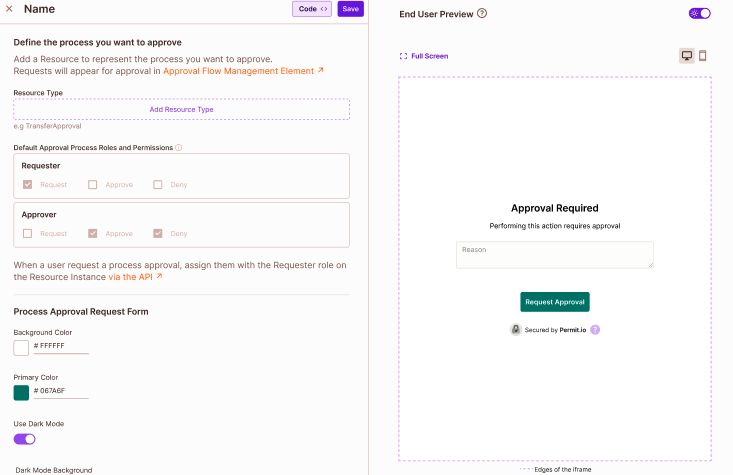 Name
Code <>
Save
Define the process you want to approve
Add a Resource to represent the process you want to approve.
Requests will appear for approval in Approval Flow Management Element ↗
Resource Type
Add Resource Type
e.g TransferApproval
Default Approval Process Roles and Permissions
Requester
Request Approve Deny
Approver
Request Approve Deny
When a user request a process approval, assign them with the Requester role on
the Resource Instance via the API ↗
Process Approval Request Form
Background Color
# FFFFFF
Primary Color
# 067A6F
Use Dark Mode
Dark Mode Background
End User Preview ?
Full Screen
Approval Required
Performing this action requires approval
Reason
Request Approval
Secured by Permit.io ?
Edges of the Iframe